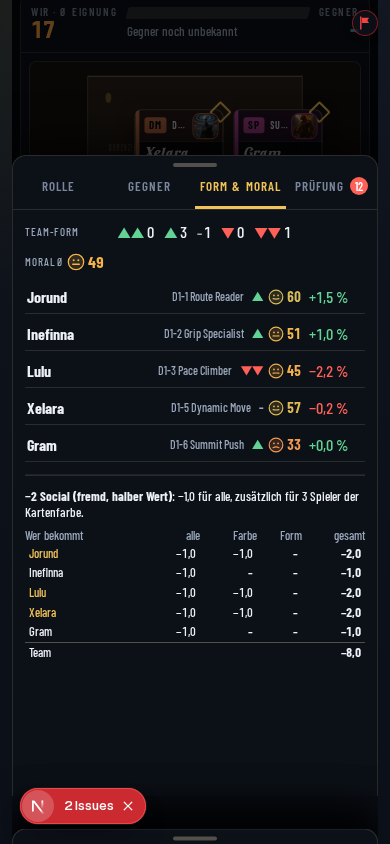 WIR · Ø EIGNUNG GEGNER
17 Gegner noch unbekannt
DM D... SP SU...
Xelara Gram
ROLLE GEGNER FORM & MORAL PRÜFUNG 12
TEAM-FORM ▲▲ 0 ▲ 3 - 1 ▼ 0 ▼▼ 1
MORAL Ø 49
Jorund D1-1 Route Reader ▲ 60 +1,5 %
Inefinna D1-2 Grip Specialist ▲ 51 +1,0 %
Lulu D1-3 Pace Climber ▼▼ 45 −2,2 %
Xelara D1-5 Dynamic Move - 57 −0,2 %
Gram D1-6 Summit Push ▲ 33 +0,0 %
−2 Social (fremd, halber Wert): −1,0 für alle, zusätzlich für 3 Spieler der
Kartenfarbe.
Wer bekommt alle Farbe Form gesamt
Jorund −1,0 −1,0 – −2,0
Inefinna −1,0 – – −1,0
Lulu −1,0 −1,0 – −2,0
Xelara −1,0 −1,0 – −2,0
Gram −1,0 – – −1,0
Team −8,0
N 2 Issues ×